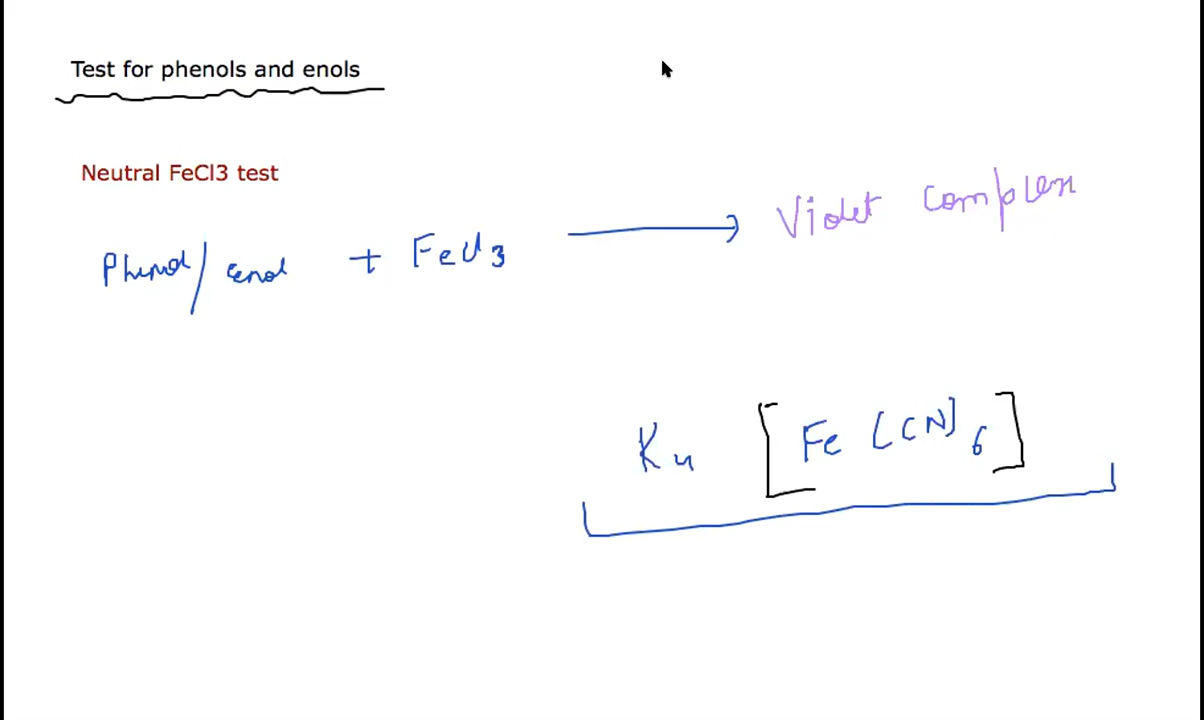 Test for phenols and enols
Neutral FeCl3 test
Phenol/enol + FeCl3 → Violet complex
K4 [Fe(CN)6]